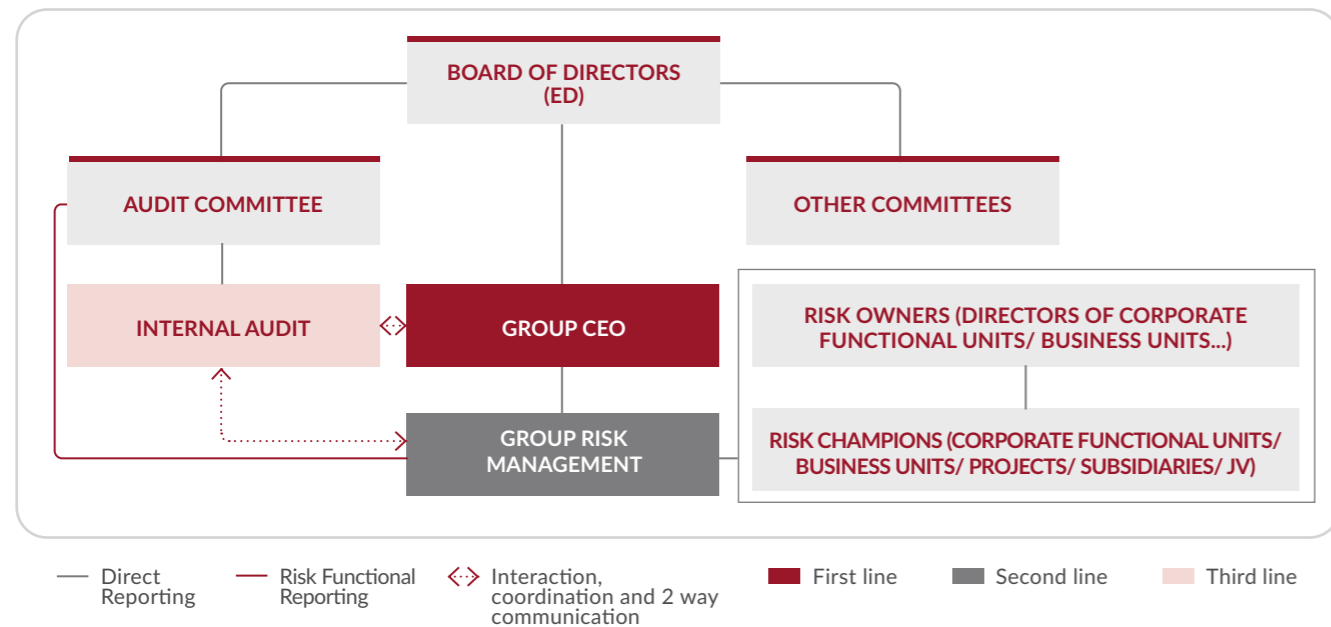 BOARD OF DIRECTORS
(ED)
AUDIT COMMITTEE
OTHER COMMITTEES
INTERNAL AUDIT
GROUP CEO
RISK OWNERS (DIRECTORS OF CORPORATE
FUNCTIONAL UNITS/ BUSINESS UNITS...)
GROUP RISK
MANAGEMENT
RISK CHAMPIONS (CORPORATE FUNCTIONAL UNITS/
BUSINESS UNITS/ PROJECTS/ SUBSIDIARIES/ JV)
Direct
Reporting
Risk Functional
Reporting
Interaction,
coordination and 2 way
communication
First line
Second line
Third line